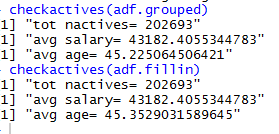 checkactives(adf.grouped)
1] "tot nactives= 202693"
1] "avg salary= 43182.4055344783"
1] "avg age= 45.225064506421"
checkactives(adf.fillin)
1] "tot nactives= 202693"
1] "avg salary= 43182.4055344783"
1] "avg age= 45.3529031589645"